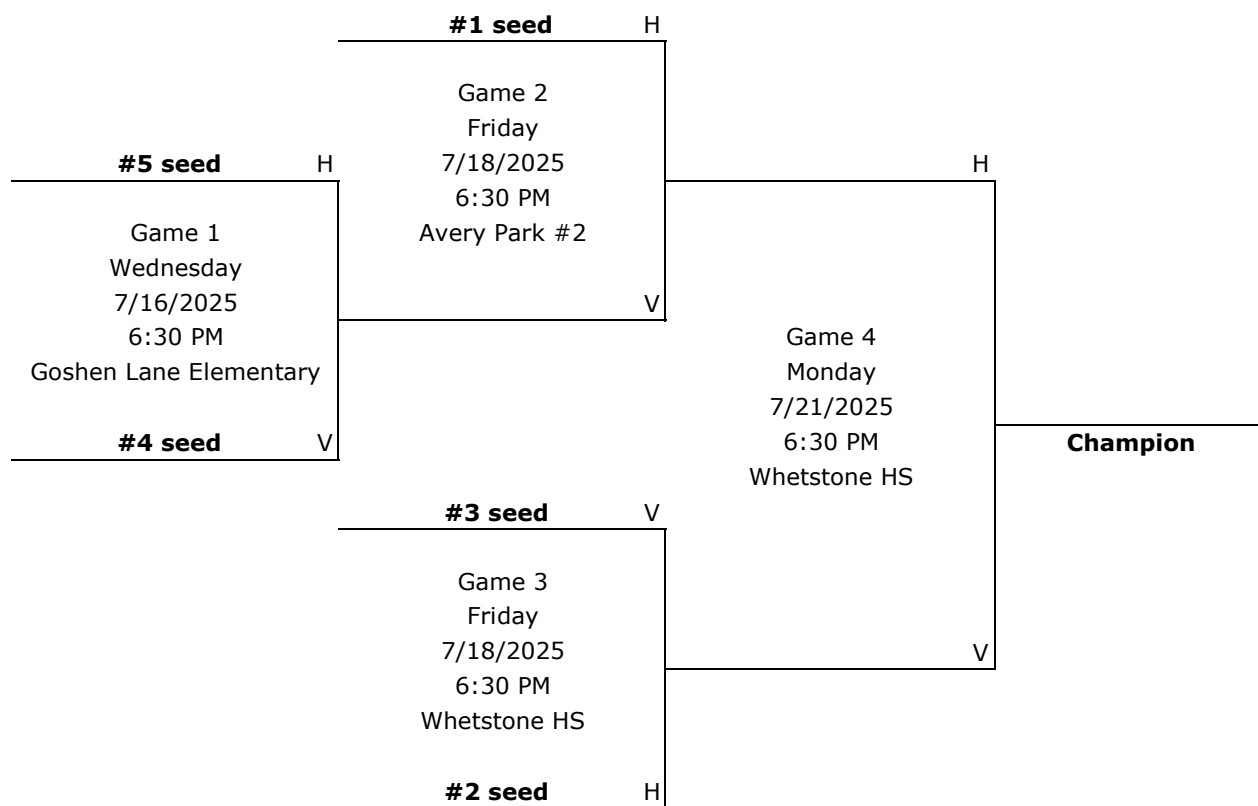 #1 seed H
Game 2
Friday
7/18/2025
6:30 PM
Avery Park #2
V
#5 seed H
Game 1
Wednesday
7/16/2025
6:30 PM
Goshen Lane Elementary
#4 seed V
H
Game 4
Monday
7/21/2025
6:30 PM
Whetstone HS
V
Champion
#3 seed V
Game 3
Friday
7/18/2025
6:30 PM
Whetstone HS
#2 seed H